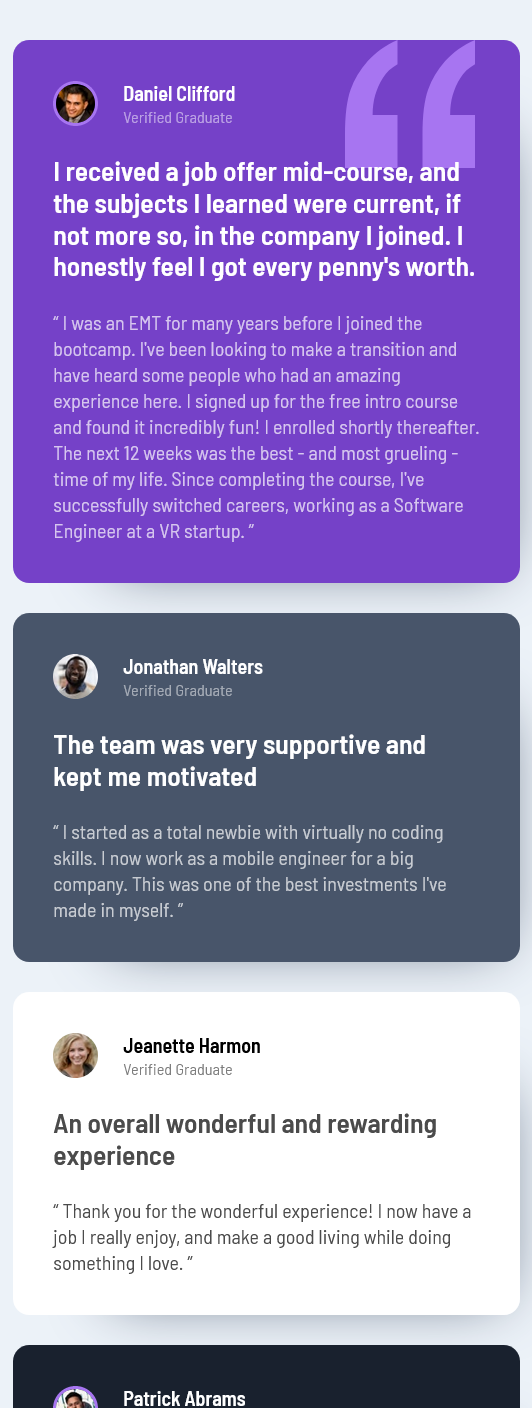 Daniel Clifford
Verified Graduate
I received a job offer mid-course, and
the subjects I learned were current, if
not more so, in the company I joined. I
honestly feel I got every penny's worth.
“ I was an EMT for many years before I joined the
bootcamp. I've been looking to make a transition and
have heard some people who had an amazing
experience here. I signed up for the free intro course
and found it incredibly fun! I enrolled shortly thereafter.
The next 12 weeks was the best - and most grueling -
time of my life. Since completing the course, I've
successfully switched careers, working as a Software
Engineer at a VR startup. ”
Jonathan Walters
Verified Graduate
The team was very supportive and
kept me motivated
“ I started as a total newbie with virtually no coding
skills. I now work as a mobile engineer for a big
company. This was one of the best investments I've
made in myself. ”
Jeanette Harmon
Verified Graduate
An overall wonderful and rewarding
experience
“ Thank you for the wonderful experience! I now have a
job I really enjoy, and make a good living while doing
something I love. ”
Patrick Abrams